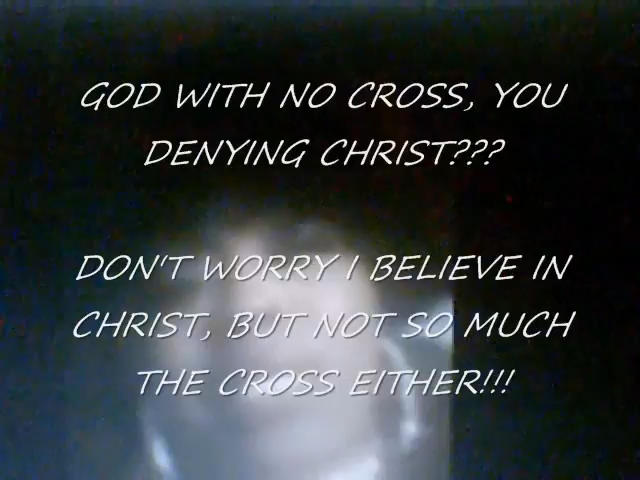 GOD WITH NO CROSS, YOU
DENYING CHRIST???
DON'T WORRY I BELIEVE IN
CHRIST, BUT NOT SO MUCH
THE CROSS EITHER!!!